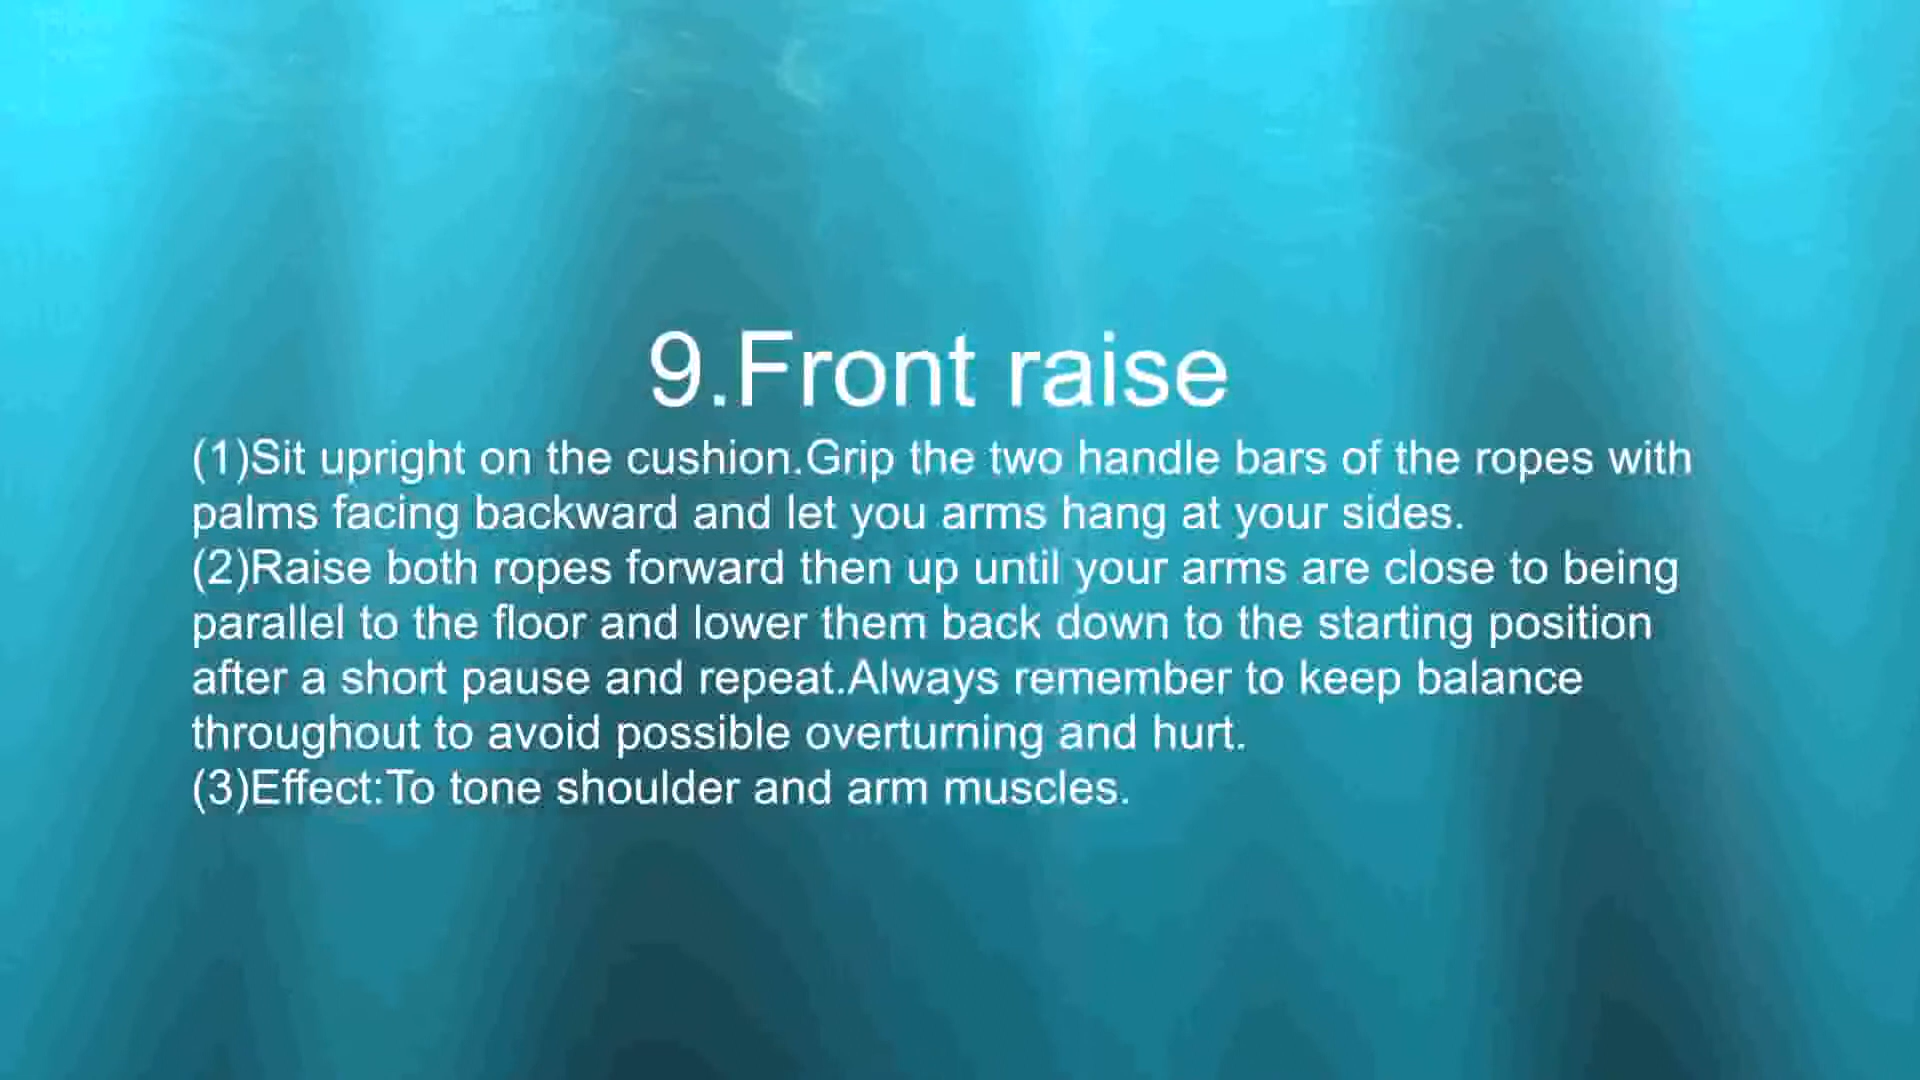 9.Front raise
(1)Sit upright on the cushion.Grip the two handle bars of the ropes with
palms facing backward and let you arms hang at your sides.
(2)Raise both ropes forward then up until your arms are close to being
parallel to the floor and lower them back down to the starting position
after a short pause and repeat.Always remember to keep balance
throughout to avoid possible overturning and hurt.
(3)Effect:To tone shoulder and arm muscles.